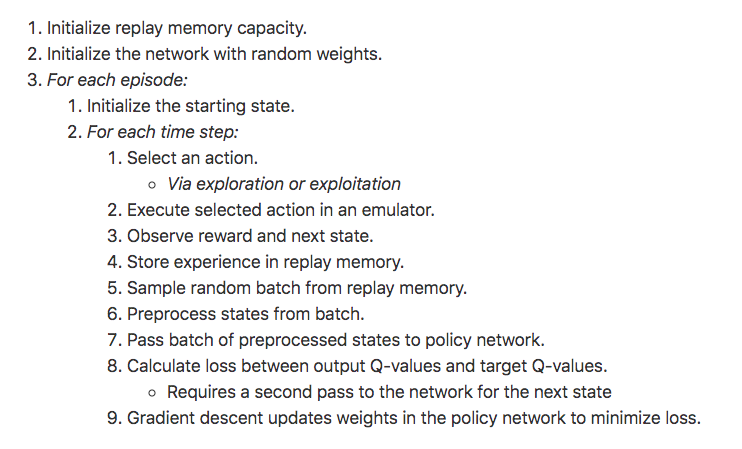 1. Initialize replay memory capacity.
2. Initialize the network with random weights.
3. For each episode:
1. Initialize the starting state.
2. For each time step:
1. Select an action.
◦ Via exploration or exploitation
2. Execute selected action in an emulator.
3. Observe reward and next state.
4. Store experience in replay memory.
5. Sample random batch from replay memory.
6. Preprocess states from batch.
7. Pass batch of preprocessed states to policy network.
8. Calculate loss between output Q-values and target Q-values.
◦ Requires a second pass to the network for the next state
9. Gradient descent updates weights in the policy network to minimize loss.